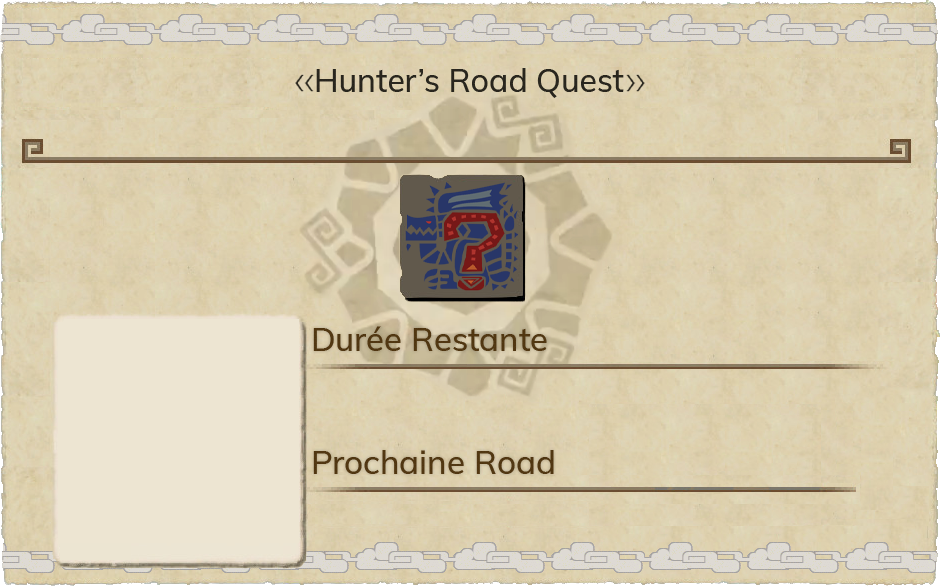 ‹‹Hunter’s Road Quest››
?
Durée Restante
Prochaine Road